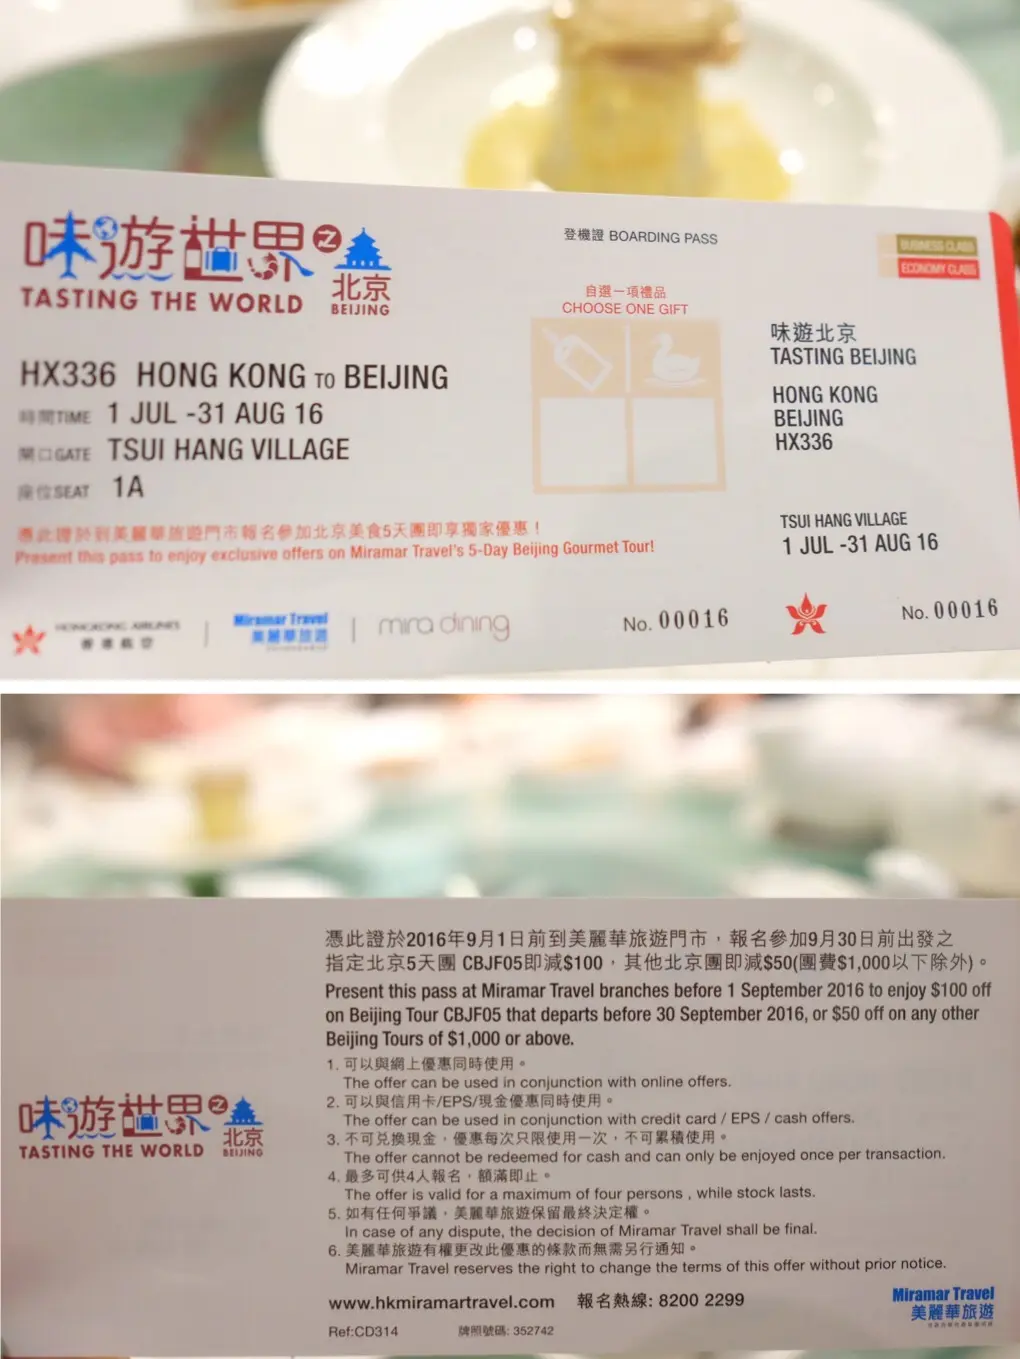 味遊世界之
北京
TASTING THE WORLD
BEIJING
登機證 BOARDING PASS
BUSINESS CLASS
ECONOMY CLASS
自選一項禮品
CHOOSE ONE GIFT
HX336 HONG KONG TO BEIJING
時間TIME 1 JUL -31 AUG 16
閘口GATE TSUI HANG VILLAGE
座位SEAT 1A
憑此證於到美麗華旅遊門市報名參加北京美食5天團即享獨家優惠！
Present this pass to enjoy exclusive offers on Miramar Travel's 5-Day Beijing Gourmet Tour!
HONGKONG AIRLINES
香港航空
Miramar Travel
美麗華旅遊
mira dining
No. 00016
味遊北京
TASTING BEIJING
HONG KONG
BEIJING
HX336
TSUI HANG VILLAGE
1 JUL -31 AUG 16
No. 00016
味遊世界之
北京
TASTING THE WORLD
BEIJING
憑此證於2016年9月1日前到美麗華旅遊門市，報名參加9月30日前出發之
指定北京5天團 CBJF05即減$100，其他北京團即減$50(團費$1,000以下除外)。
Present this pass at Miramar Travel branches before 1 September 2016 to enjoy $100 off
on Beijing Tour CBJF05 that departs before 30 September 2016, or $50 off on any other
Beijing Tours of $1,000 or above.
1. 可以與網上優惠同時使用。
The offer can be used in conjunction with online offers.
2. 可以與信用卡/EPS/現金優惠同時使用。
The offer can be used in conjunction with credit card / EPS / cash offers.
3. 不可兌換現金，優惠每次只限使用一次，不可累積使用。
The offer cannot be redeemed for cash and can only be enjoyed once per transaction.
4. 最多可供4人報名，額滿即止。
The offer is valid for a maximum of four persons , while stock lasts.
5. 如有任何爭議，美麗華旅遊保留最終決定權。
In case of any dispute, the decision of Miramar Travel shall be final.
6. 美麗華旅遊有權更改此優惠的條款而無需另行通知。
Miramar Travel reserves the right to change the terms of this offer without prior notice.
www.hkmiramartravel.com 報名熱線: 8200 2299
Ref:CD314 牌照號碼: 352742
Miramar Travel
美麗華旅遊